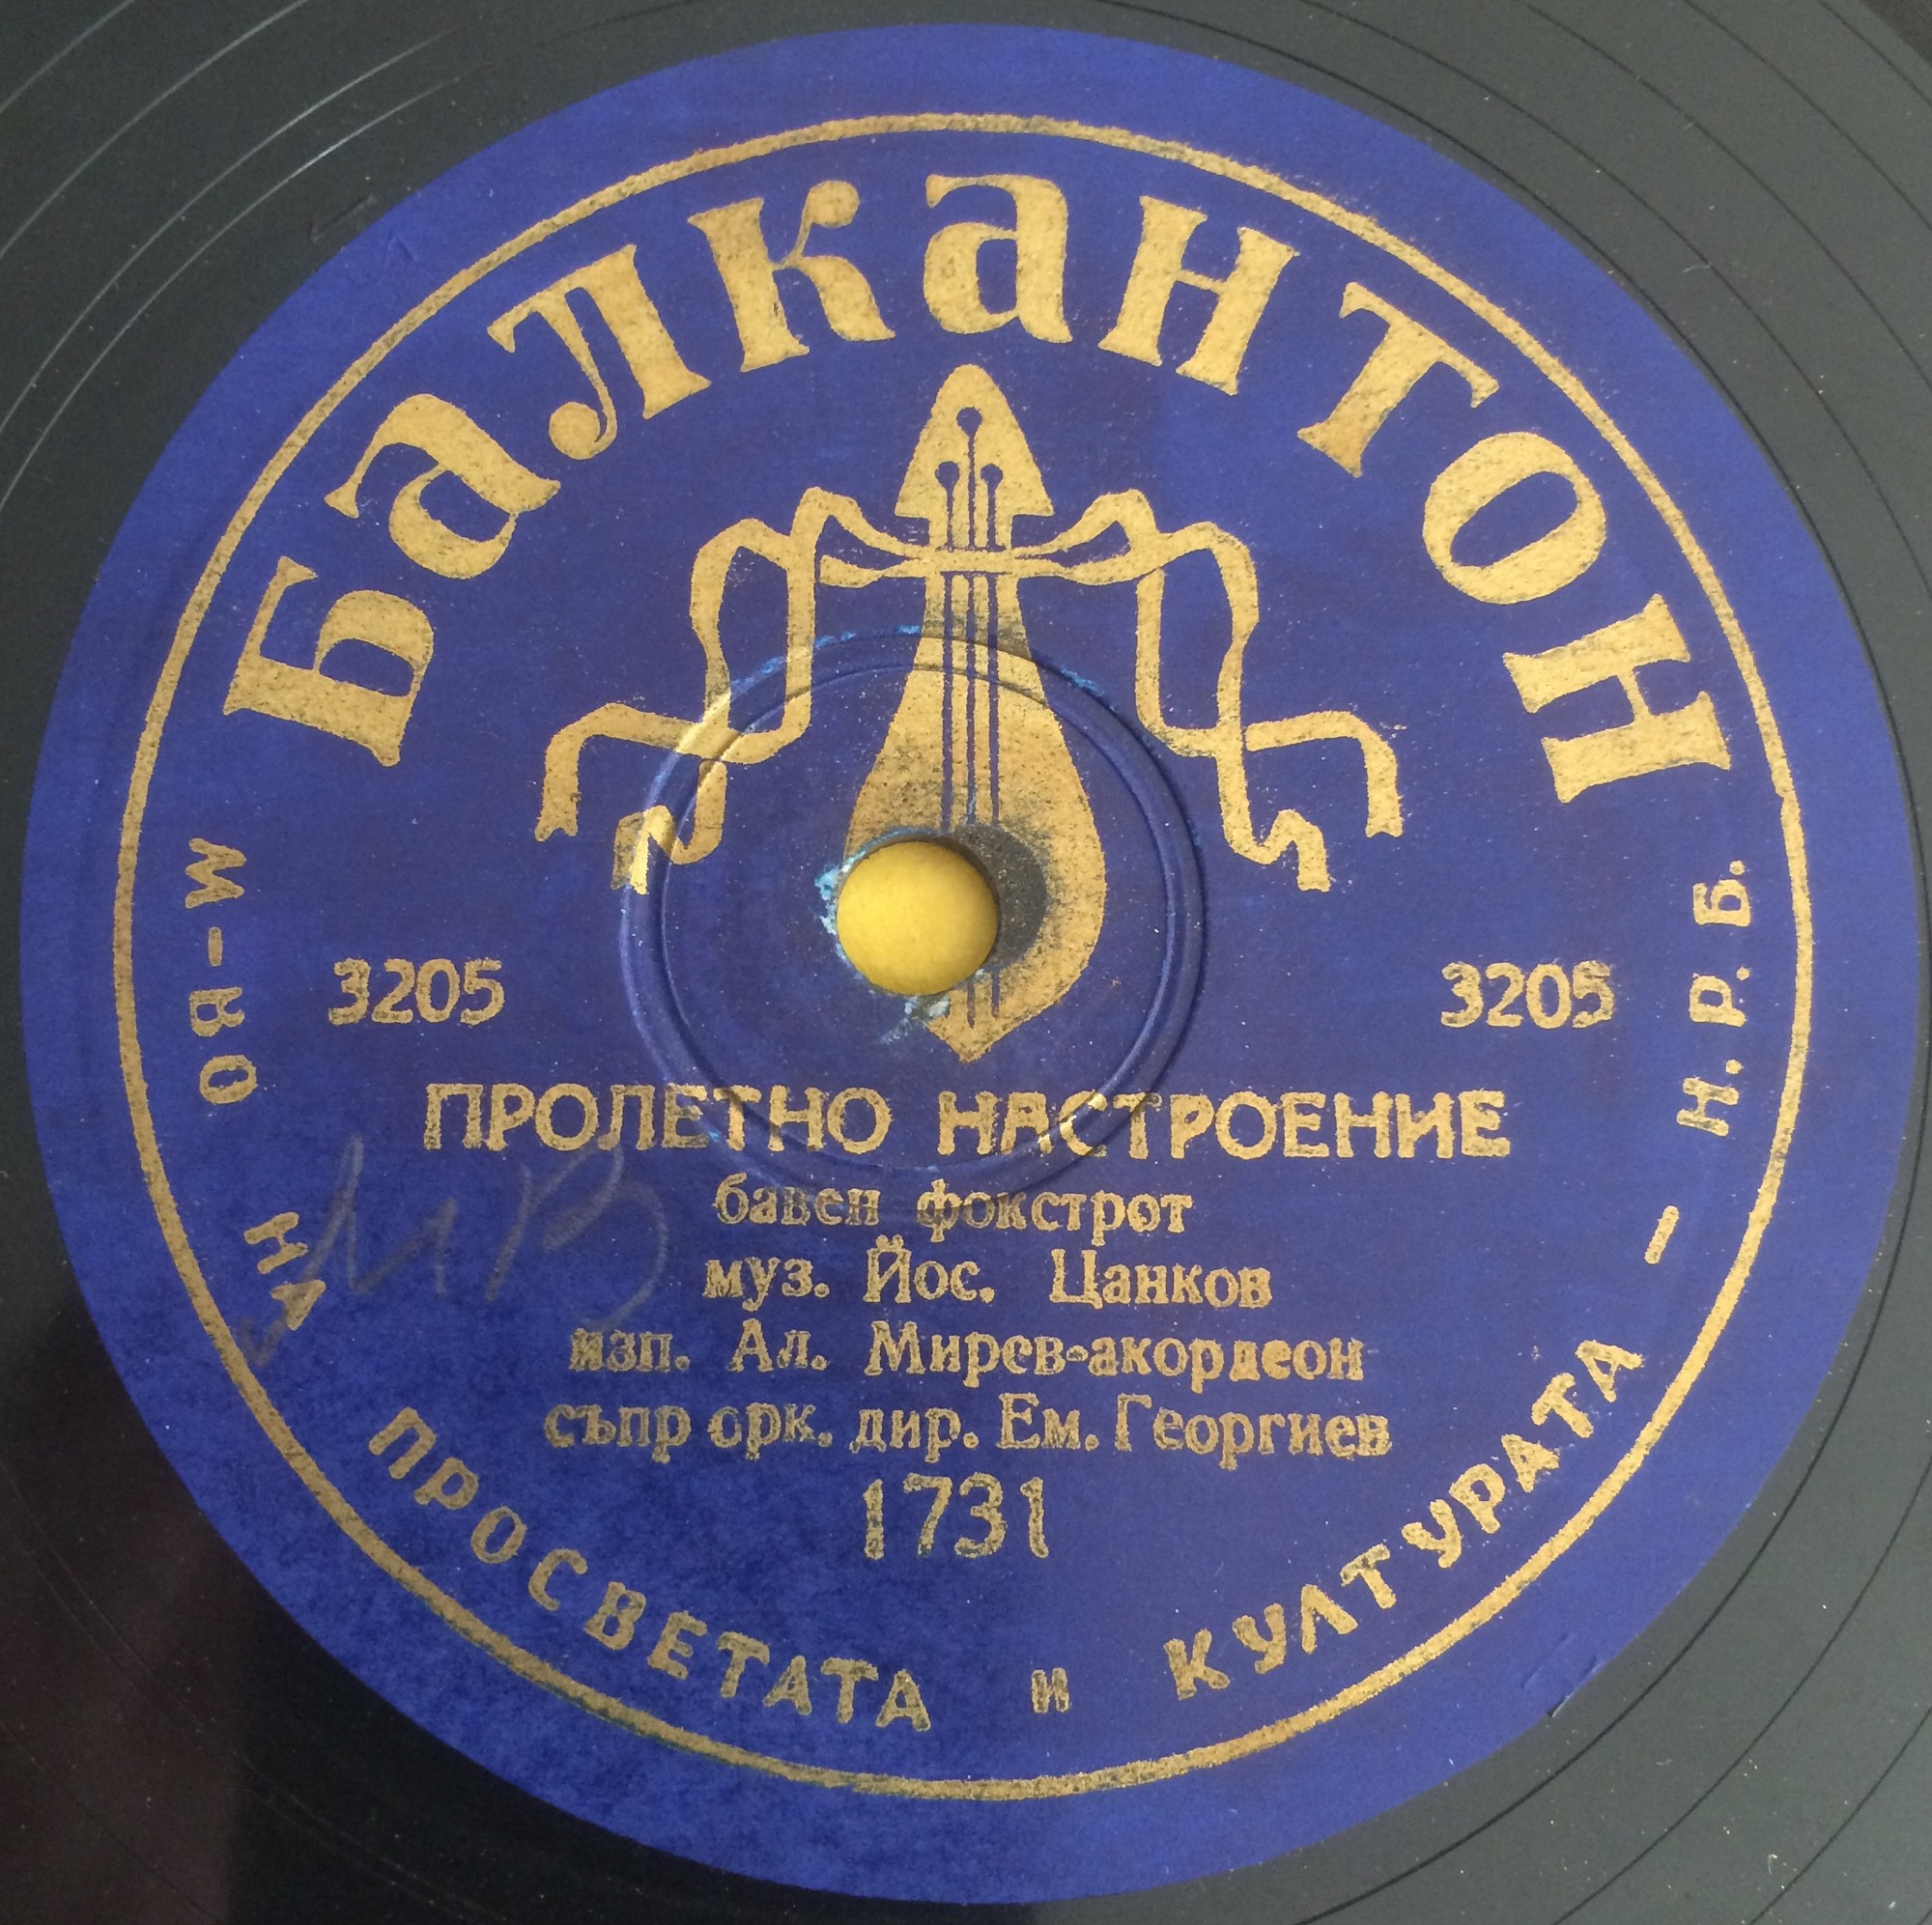 Балкантон
3205 3205
ПРОЛЕТНО НАСТРОЕНИЕ
бавен фокстрот
муз. Йос. Цанков
изп. Ал. Мирев-акордеон
съпр орк. дир. Ем. Георгиев
1731
М-ВО НА ПРОСВЕТАТА и КУЛТУРАТА – Н.Р.Б.